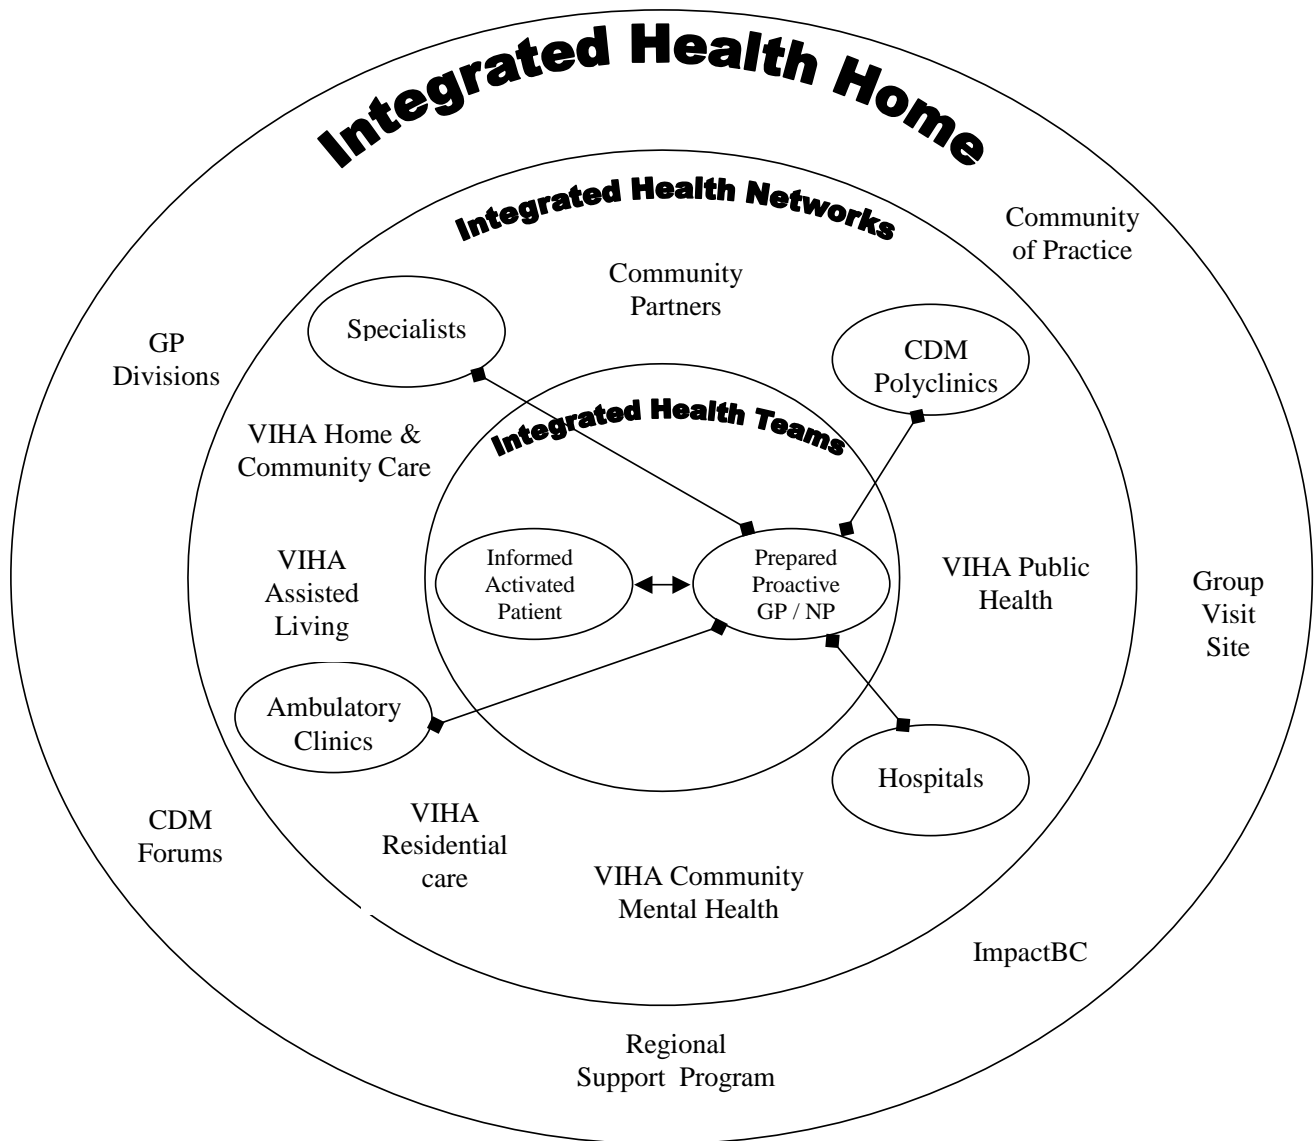 Integrated Health Home
Integrated Health Networks
Community
of Practice
Community
Partners
Specialists
GP
Divisions
CDM
Polyclinics
Integrated Health Teams
VIHA Home &
Community Care
Informed
Activated
Patient
Prepared
Proactive
GP / NP
VIHA
Assisted
Living
VIHA Public
Health
Group
Visit
Site
Ambulatory
Clinics
Hospitals
CDM
Forums
VIHA
Residential
care
VIHA Community
Mental Health
ImpactBC
Regional
Support Program